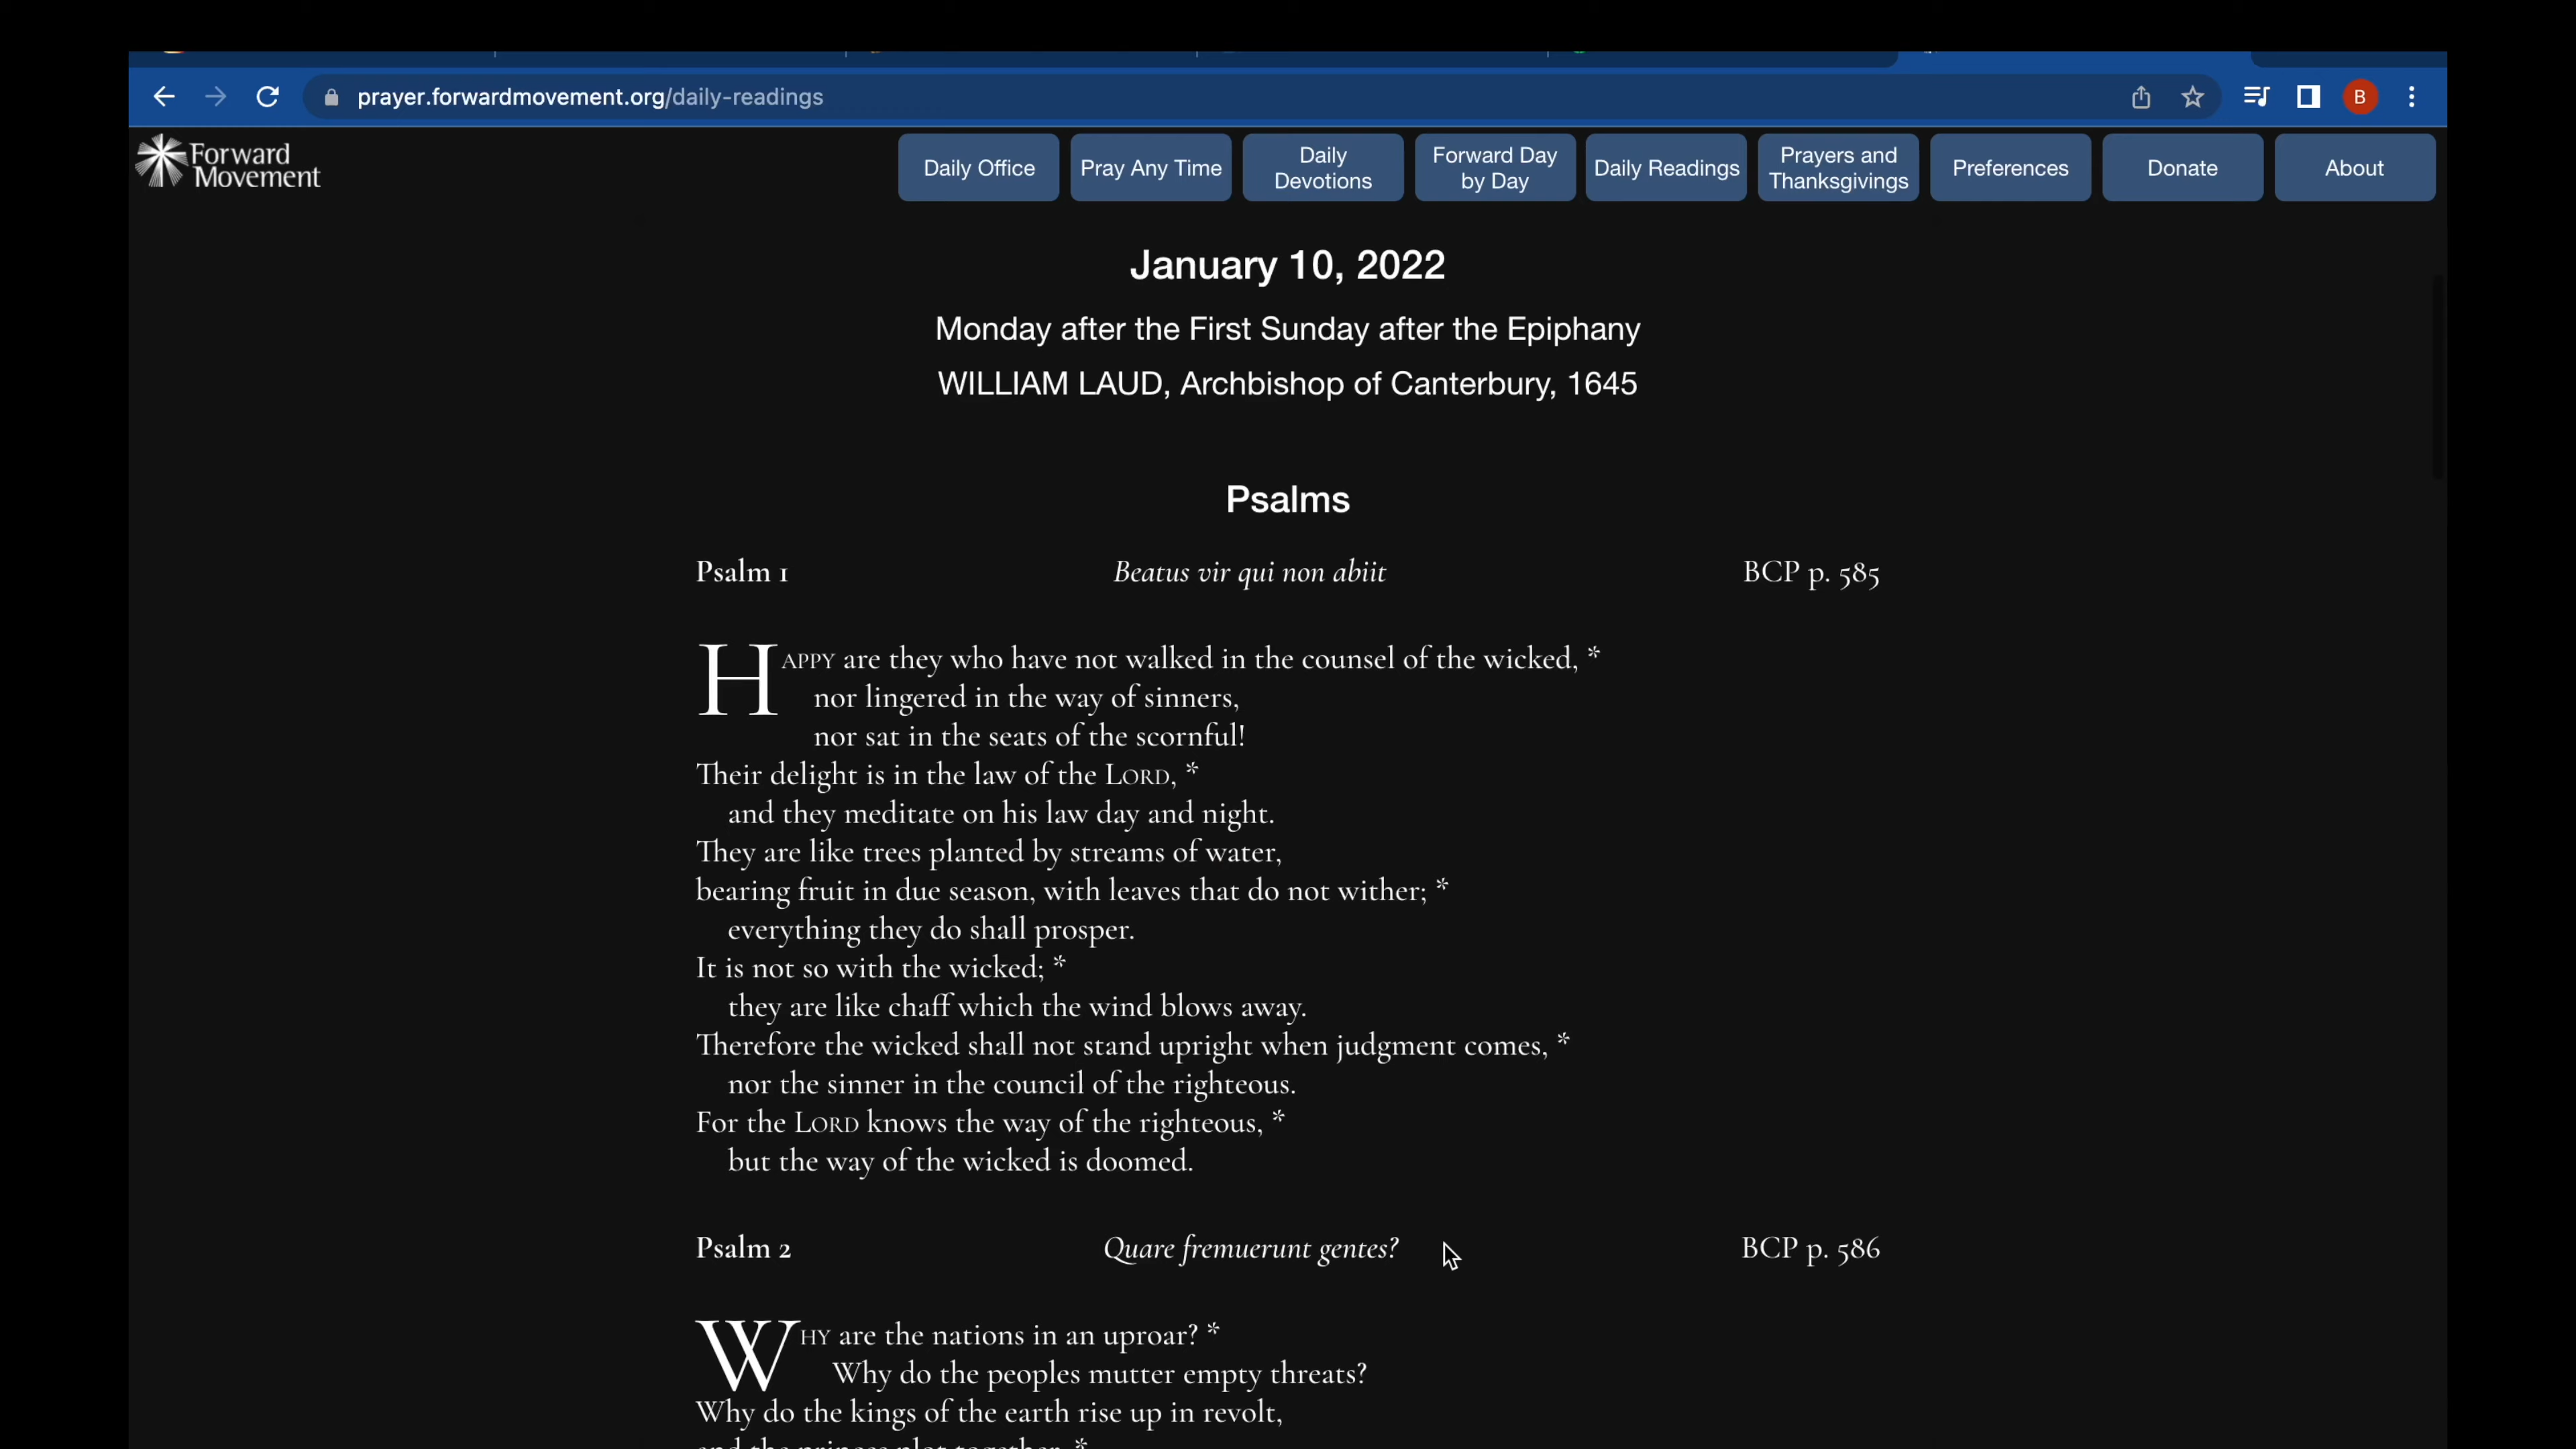 prayer.forwardmovement.org/daily-readings
B
Forward
Movement
Daily Office
Pray Any Time
Daily
Devotions
Forward Day
by Day
Daily Readings
Prayers and
Thanksgivings
Preferences
Donate
About
January 10, 2022
Monday after the First Sunday after the Epiphany
WILLIAM LAUD, Archbishop of Canterbury, 1645
Psalms
Psalm 1 Beatus vir qui non abiit BCP p. 585
HAPPY are they who have not walked in the counsel of the wicked, *
nor lingered in the way of sinners,
nor sat in the seats of the scornful!
Their delight is in the law of the LORD, *
and they meditate on his law day and night.
They are like trees planted by streams of water,
bearing fruit in due season, with leaves that do not wither; *
everything they do shall prosper.
It is not so with the wicked; *
they are like chaff which the wind blows away.
Therefore the wicked shall not stand upright when judgment comes, *
nor the sinner in the council of the righteous.
For the LORD knows the way of the righteous, *
but the way of the wicked is doomed.
Psalm 2 Quare fremuerunt gentes? BCP p. 586
WHY are the nations in an uproar? *
Why do the peoples mutter empty threats?
Why do the kings of the earth rise up in revolt,
and the princes plot together, *